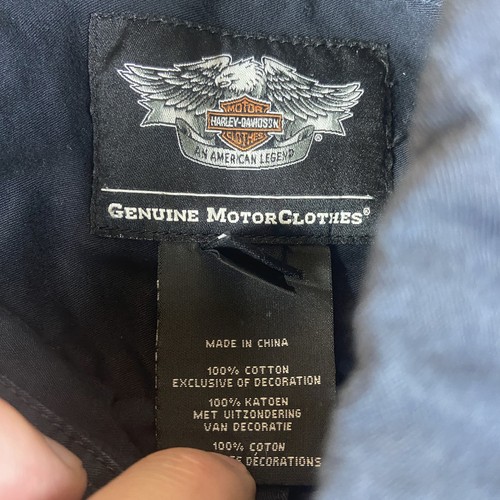 MOTOR
HARLEY-DAVIDSON
CLOTHES
®
AN AMERICAN LEGEND
GENUINE MOTORCLOTHES®
MADE IN CHINA
100% COTTON
EXCLUSIVE OF DECORATION
100% KATOEN
MET UITZONDERING
VAN DECORATIE
100% COTON
DÉCORATIONS